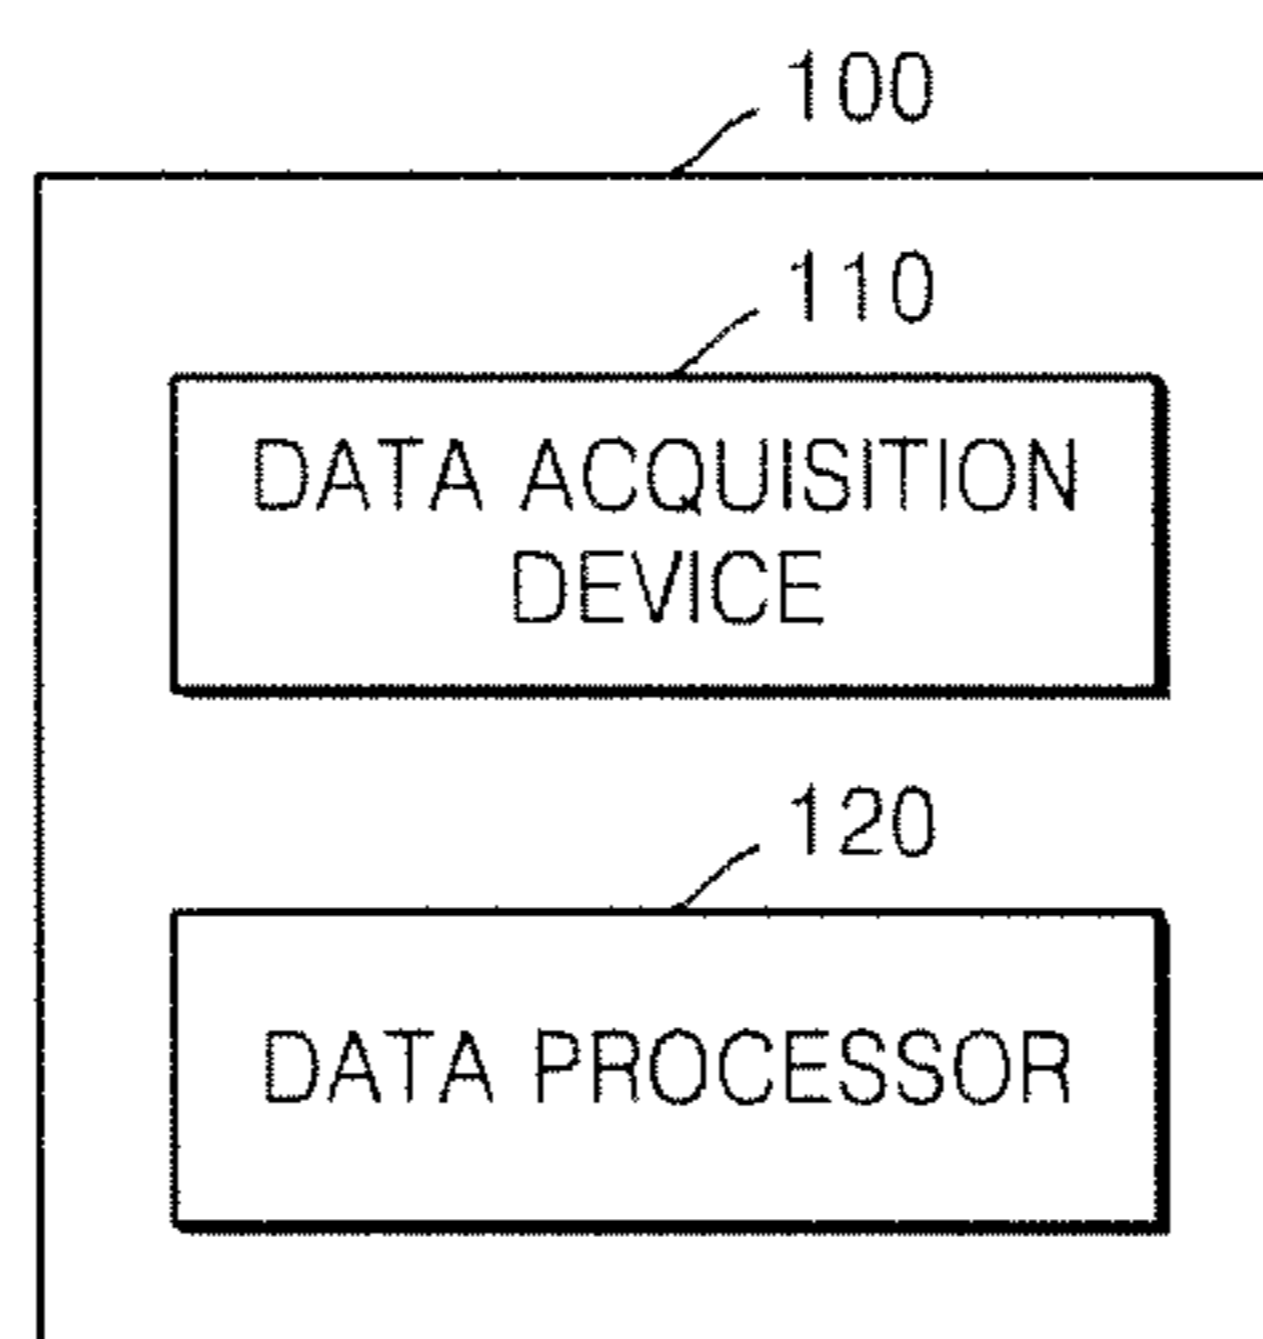 100
110
DATA ACQUISITION
DEVICE
120
DATA PROCESSOR